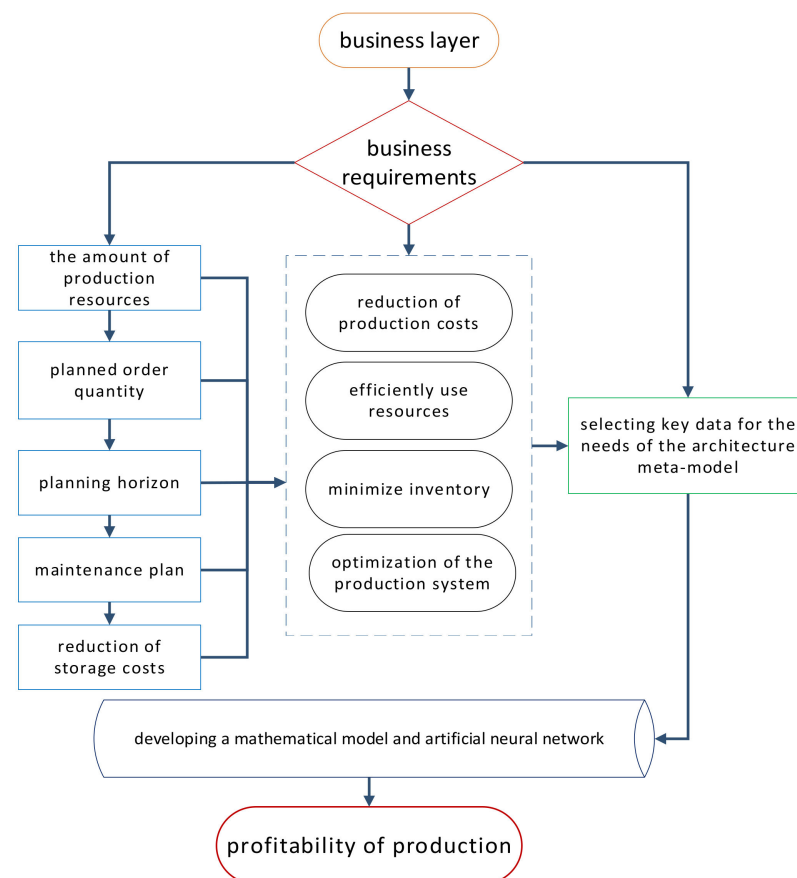 business layer
business
requirements
the amount of
production
resources
planned order
quantity
planning horizon
maintenance plan
reduction of
storage costs
reduction of
production costs
efficiently use
resources
minimize inventory
optimization of the
production system
selecting key data for the
needs of the architecture
meta-model
developing a mathematical model and artificial neural network
profitability of production